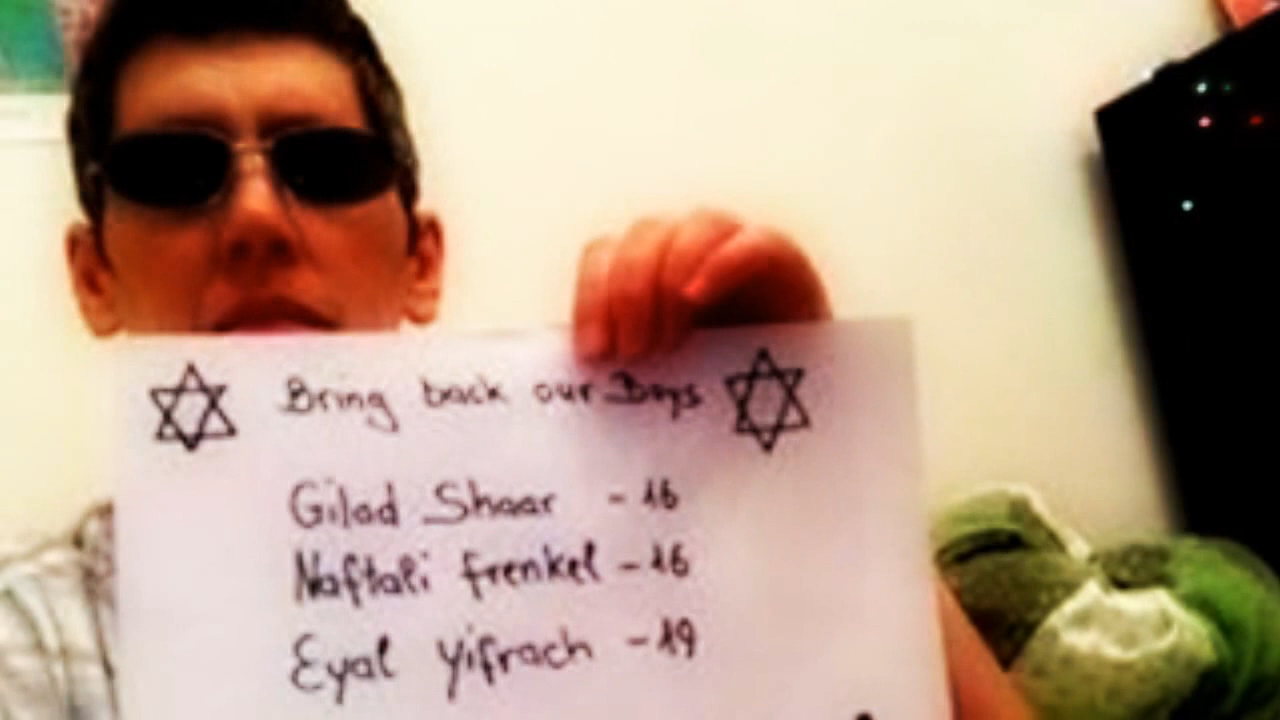 Bring back our Boys
Gilad Shaar - 16
Naftali frenkel - 16
Eyal Yifrach - 19